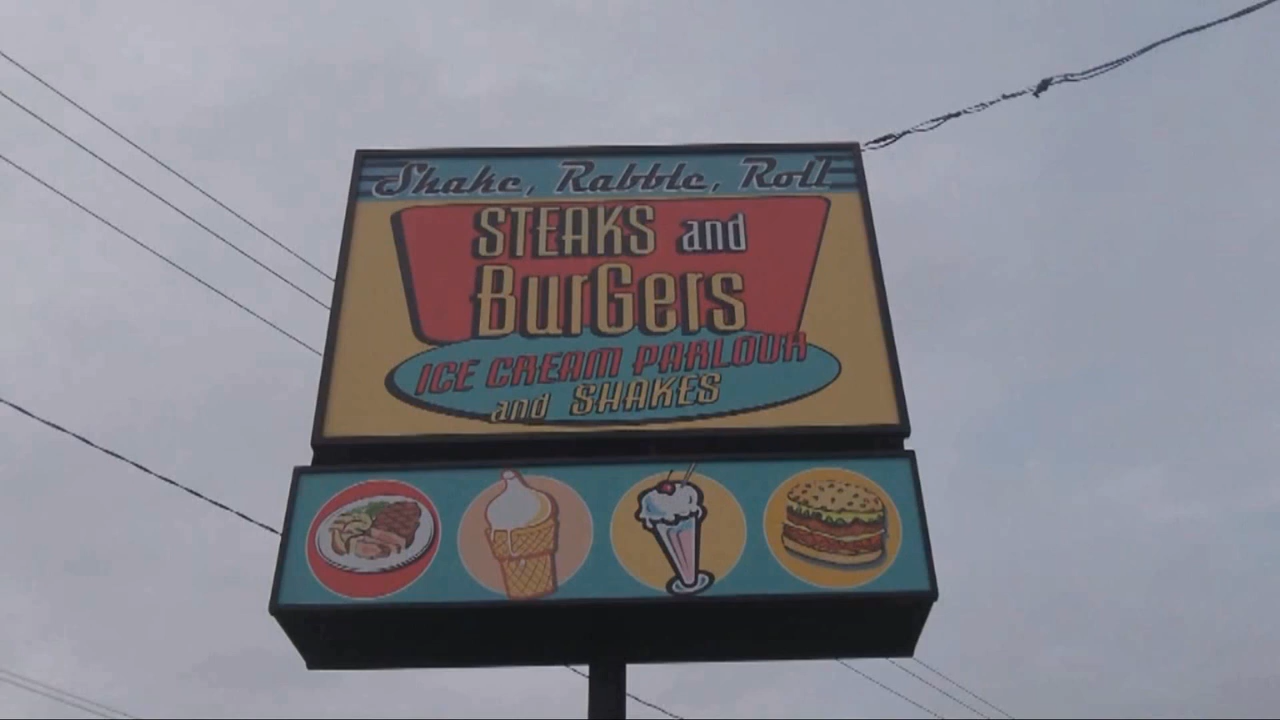 Shake, Rabble, Roll
STEAKS and
BurGers
ICE CREAM PARLOUR
and SHAKES